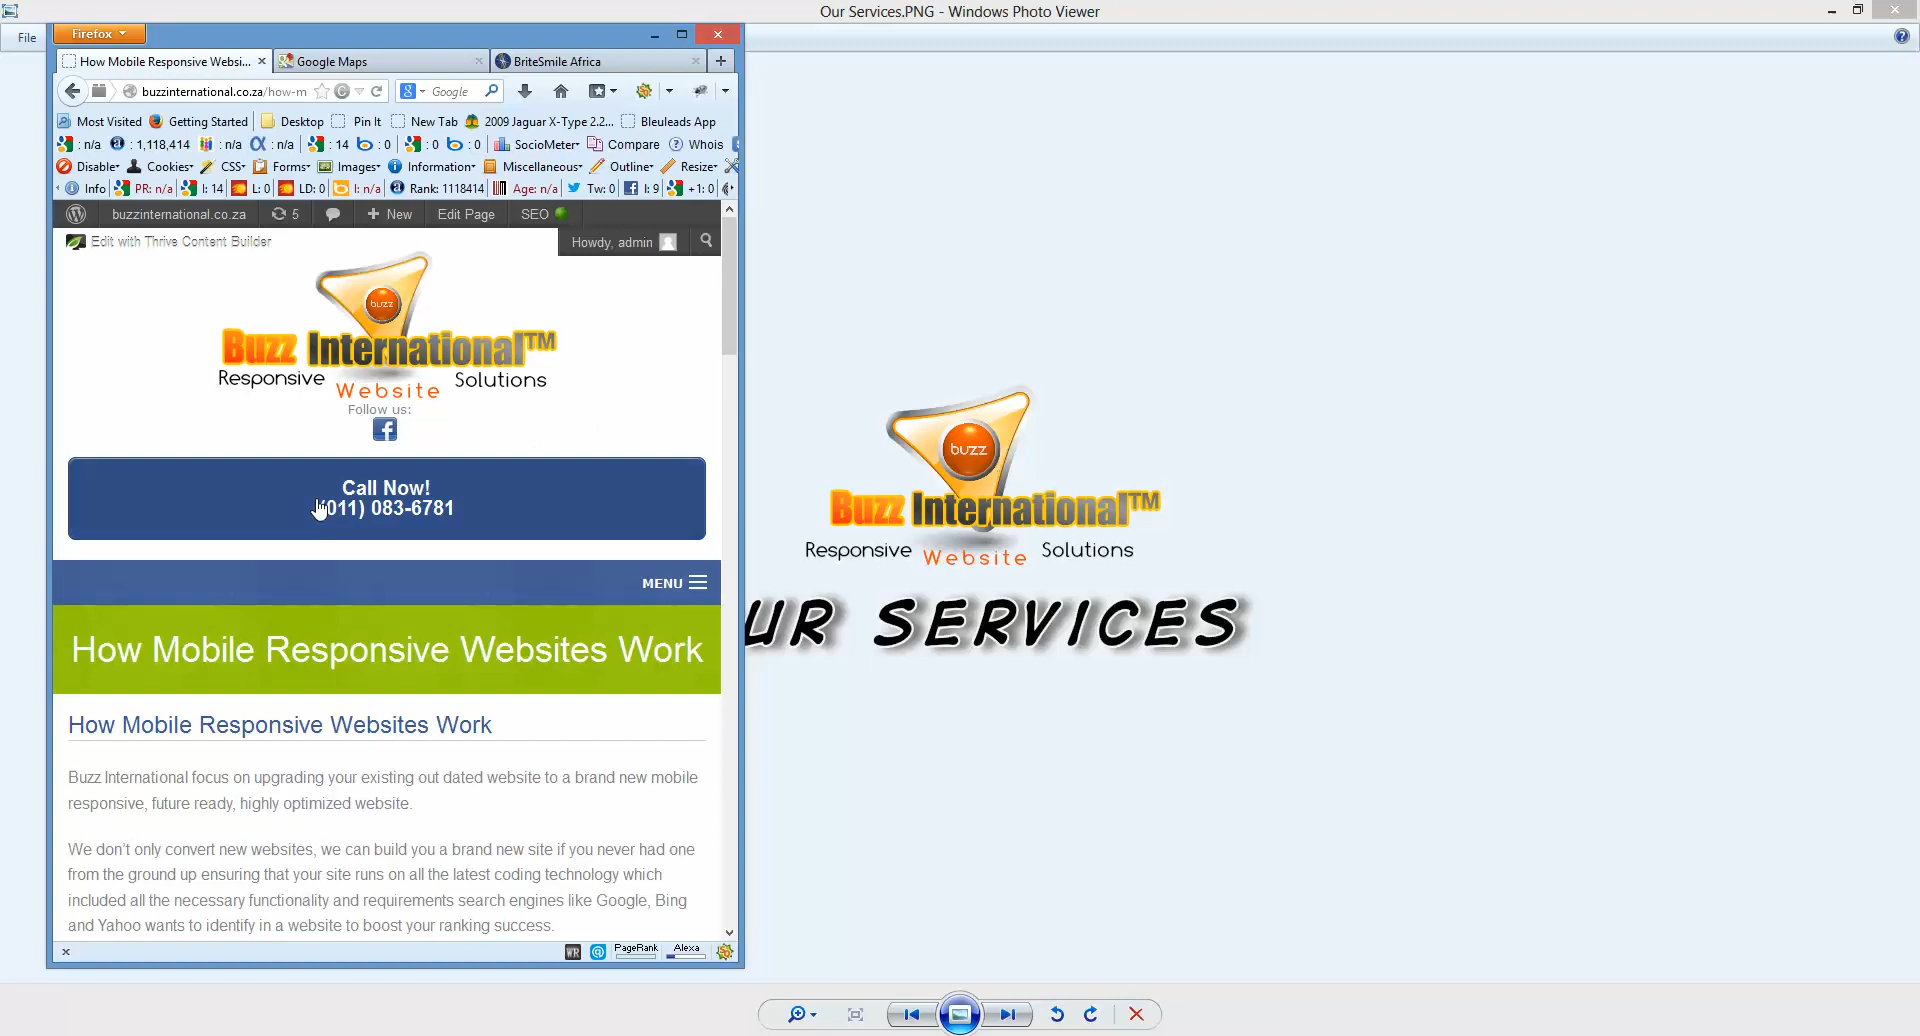 Our Services.PNG - Windows Photo Viewer
File
Firefox
How Mobile Responsive Websi...
Google Maps
BriteSmile Africa
buzzinternational.co.za/how-m
Google
Most Visited
Getting Started
Desktop
Pin It
New Tab
2009 Jaguar X-Type 2.2...
Bleuleads App
: n/a
: 1,118,414
: n/a
: n/a
: 14
: 0
: 0
: 0
SocioMeter
Compare
Whois
Disable
Cookies
CSS
Forms
Images
Information
Miscellaneous
Outline
Resize
Info
PR: n/a
I: 14
L: 0
LD: 0
I: n/a
Rank: 1118414
Age: n/a
Tw: 0
I: 9
+1: 0
buzzinternational.co.za
5
New
Edit Page
SEO
Edit with Thrive Content Builder
Howdy, admin
buzz
Buzz International™
Responsive Website Solutions
Follow us:
Call Now!
(011) 083-6781
MENU
How Mobile Responsive Websites Work
How Mobile Responsive Websites Work
Buzz International focus on upgrading your existing out dated website to a brand new mobile
responsive, future ready, highly optimized website.
We don't only convert new websites, we can build you a brand new site if you never had one
from the ground up ensuring that your site runs on all the latest coding technology which
included all the necessary functionality and requirements search engines like Google, Bing
and Yahoo wants to identify in a website to boost your ranking success.
WR
PageRank
Alexa
buzz
Buzz International™
Responsive Website Solutions
UR SERVICES